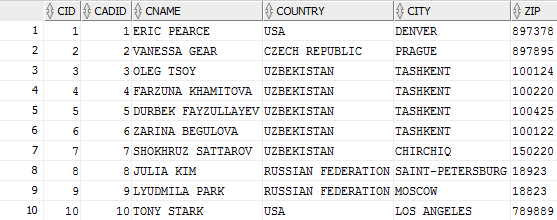 CID CADID CNAME COUNTRY CITY ZIP
1 1 1 ERIC PEARCE USA DENVER 897378
2 2 2 VANESSA GEAR CZECH REPUBLIC PRAGUE 897895
3 3 3 OLEG TSOY UZBEKISTAN TASHKENT 100124
4 4 4 FARZUNA KHAMITOVA UZBEKISTAN TASHKENT 100220
5 5 5 DURBEK FAYZULLAYEV UZBEKISTAN TASHKENT 100425
6 6 6 ZARINA BEGULOVA UZBEKISTAN TASHKENT 100122
7 7 7 SHOKHRUZ SATTAROV UZBEKISTAN CHIRCHIQ 150220
8 8 8 JULIA KIM RUSSIAN FEDERATION SAINT-PETERSBURG 18923
9 9 9 LYUDMILA PARK RUSSIAN FEDERATION MOSCOW 18823
10 10 10 TONY STARK USA LOS ANGELES 789889